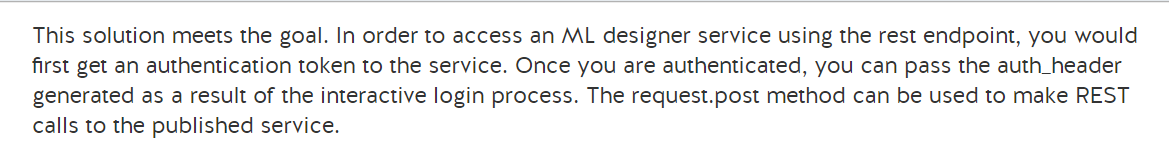 This solution meets the goal. In order to access an ML designer service using the rest endpoint, you would
first get an authentication token to the service. Once you are authenticated, you can pass the auth_header
generated as a result of the interactive login process. The request.post method can be used to make REST
calls to the published service.